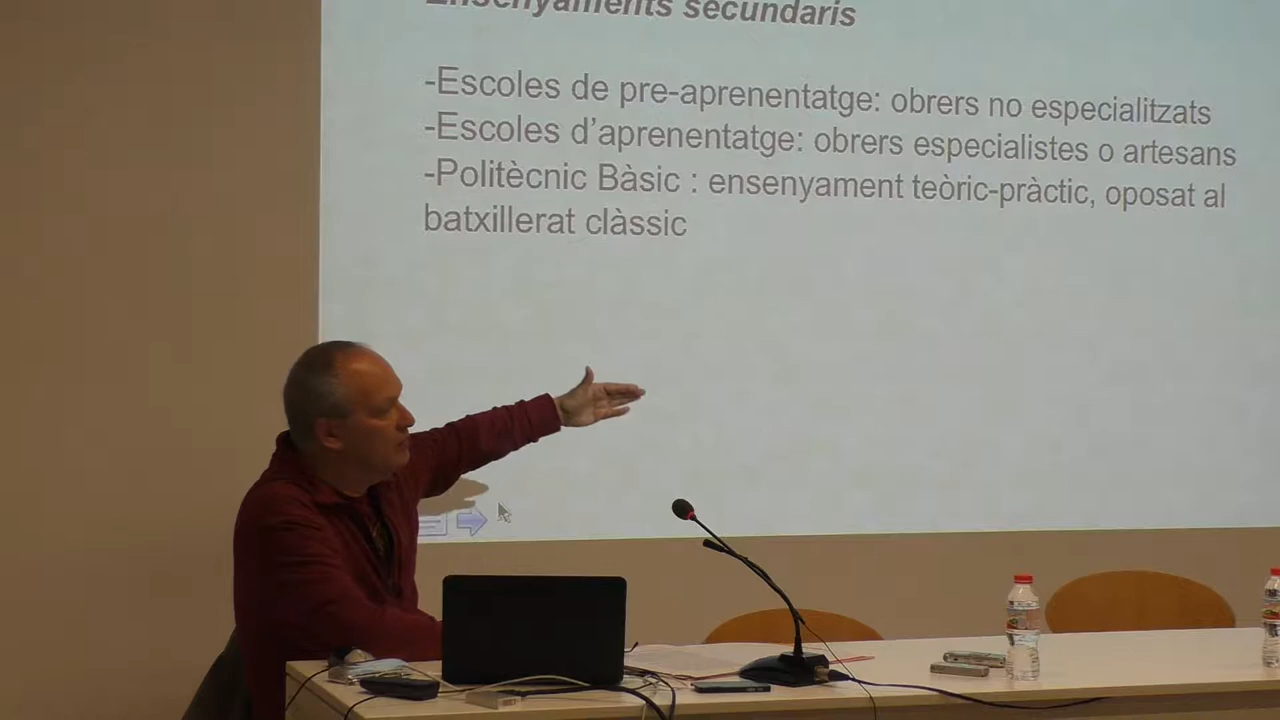 Ensenyaments secundaris
-Escoles de pre-aprenentatge: obrers no especialitzats
-Escoles d’aprenentatge: obrers especialistes o artesans
-Politècnic Bàsic : ensenyament teòric-pràctic, oposat al
batxillerat clàssic